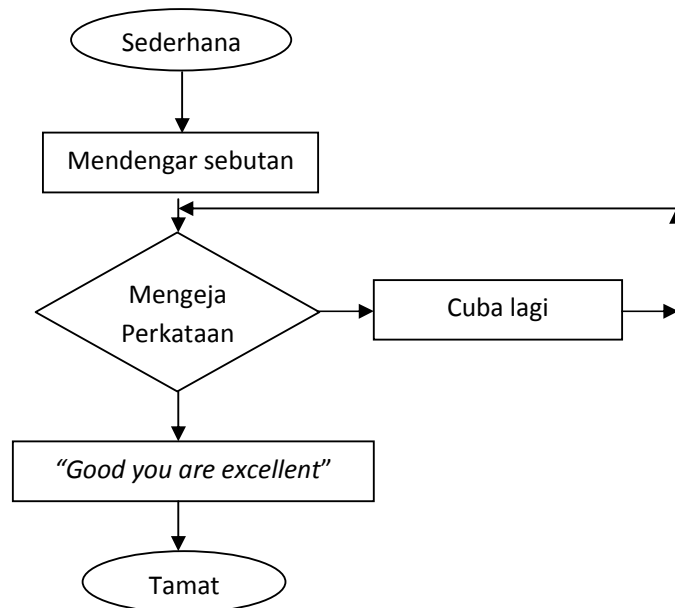 Sederhana
Mendengar sebutan
Mengeja
Perkataan
Cuba lagi
“Good you are excellent”
Tamat